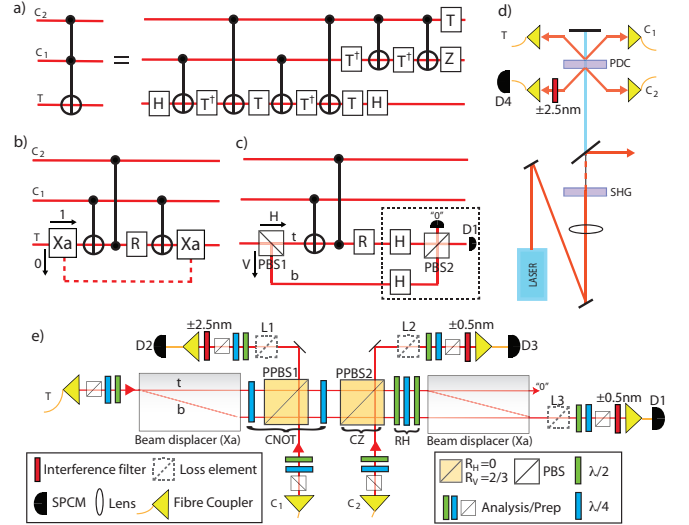 a)
C2
C1
T
=
T
T†
T†
Z
H
T†
T
T†
T
H
b)
C2
C1
T
1
0
Xa
R
Xa
c)
H
V
t
b
PBS1
R
H
H
"0"
D1
PBS2
d)
T
C1
PDC
D4
±2.5nm
C2
SHG
LASER
e)
D2
±2.5nm
L1
L2
±0.5nm
D3
T
t
b
PPBS1
PPBS2
"0"
L3
±0.5nm
D1
Beam displacer (Xa)
CNOT
CZ
RH
Beam displacer (Xa)
C1
C2
Interference filter
Loss element
SPCM
Lens
Fibre Coupler
RH=0
RV=2/3
PBS
λ/2
Analysis/Prep
λ/4